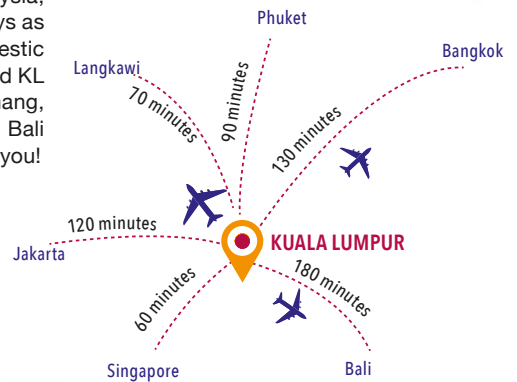 ysia,
ys as
estic
d KL
nang,
Bali
you!
Phuket
Bangkok
Langkawi
70 minutes
90 minutes
130 minutes
120 minutes
Jakarta
KUALA LUMPUR
180 minutes
60 minutes
Singapore
Bali